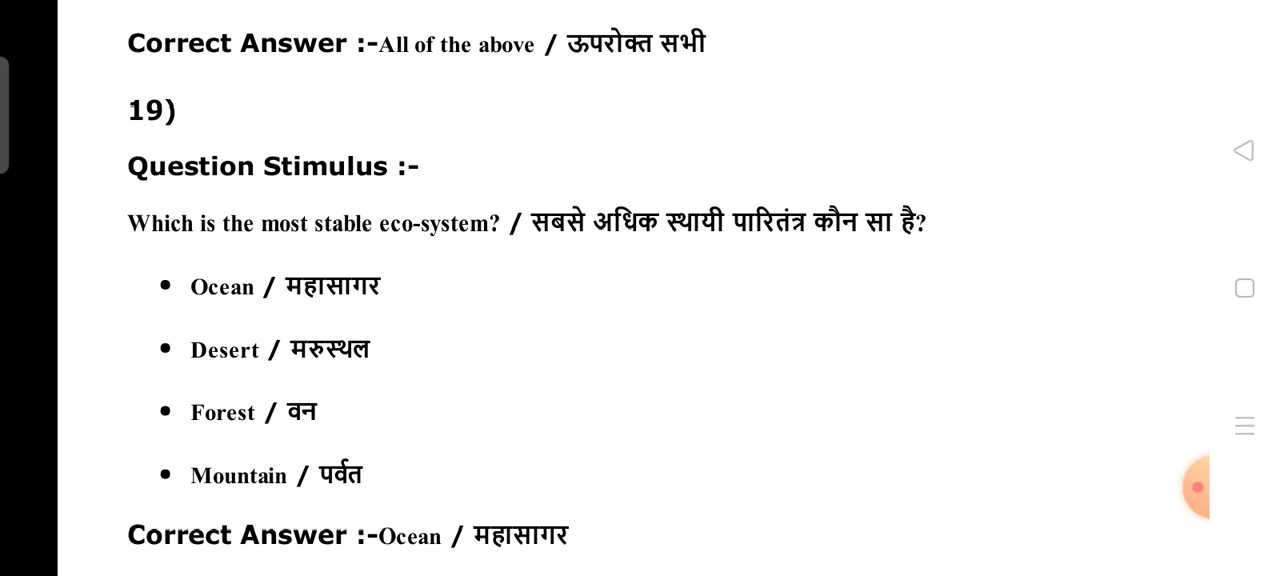 Correct Answer :-All of the above / ऊपरोक्त सभी
19)
Question Stimulus :-
Which is the most stable eco-system? / सबसे अधिक स्थायी पारितंत्र कौन सा है?
• Ocean / महासागर
• Desert / मरुस्थल
• Forest / वन
• Mountain / पर्वत
Correct Answer :-Ocean / महासागर